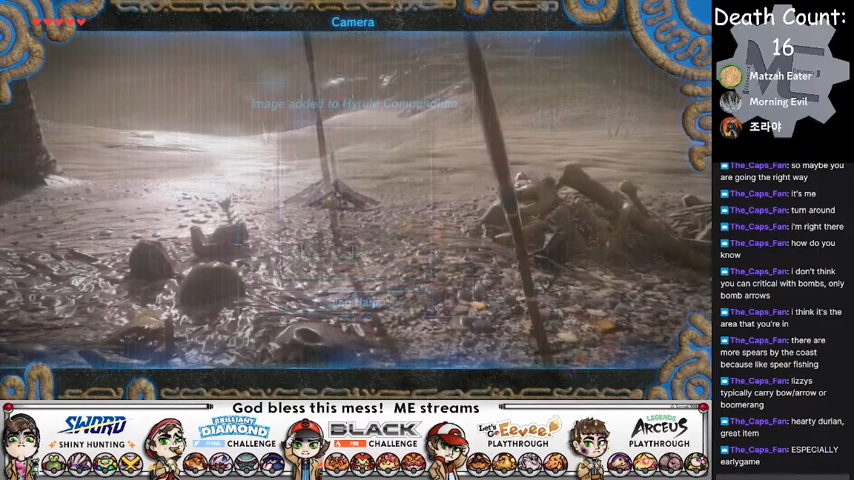 Camera
Image added to Hyrule Compendium
Death Count:
16
Matzah Eater
Morning Evil
조라야
The_Caps_Fan: so maybe you
are going the right way
The_Caps_Fan: it's me
The_Caps_Fan: turn around
The_Caps_Fan: i'm right there
The_Caps_Fan: how do you
know
The_Caps_Fan: i don't think
you can critical with bombs, only
bomb arrows
The_Caps_Fan: i think it's the
area that you're in
The_Caps_Fan: there are
more spears by the coast
because like spear fishing
The_Caps_Fan: lizzys
typically carry bow/arrow or
boomerang
The_Caps_Fan: hearty durian,
great item
The_Caps_Fan: ESPECIALLY
earlygame
God bless this mess! ME streams
SWORD
SHINY HUNTING
BRILLIANT
DIAMOND
CHALLENGE
BLACK
FIRE CHALLENGE
Let's Go Eevee!
PLAYTHROUGH
LEGENDS
ARCEUS
PLAYTHROUGH